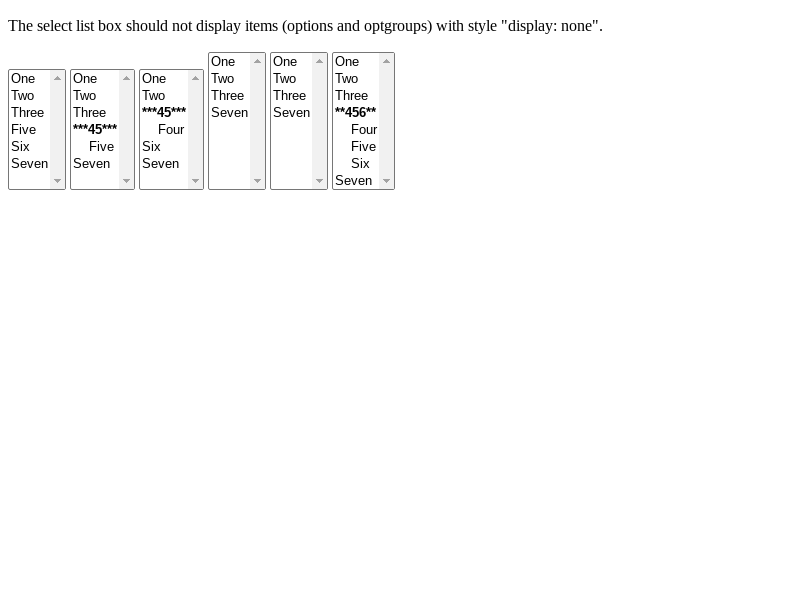 The select list box should not display items (options and optgroups) with style "display: none".
One
Two
Three
Five
Six
Seven
One
Two
Three
***45***
Five
Seven
One
Two
***45***
Four
Six
Seven
One
Two
Three
Seven
One
Two
Three
Seven
One
Two
Three
**456**
Four
Five
Six
Seven